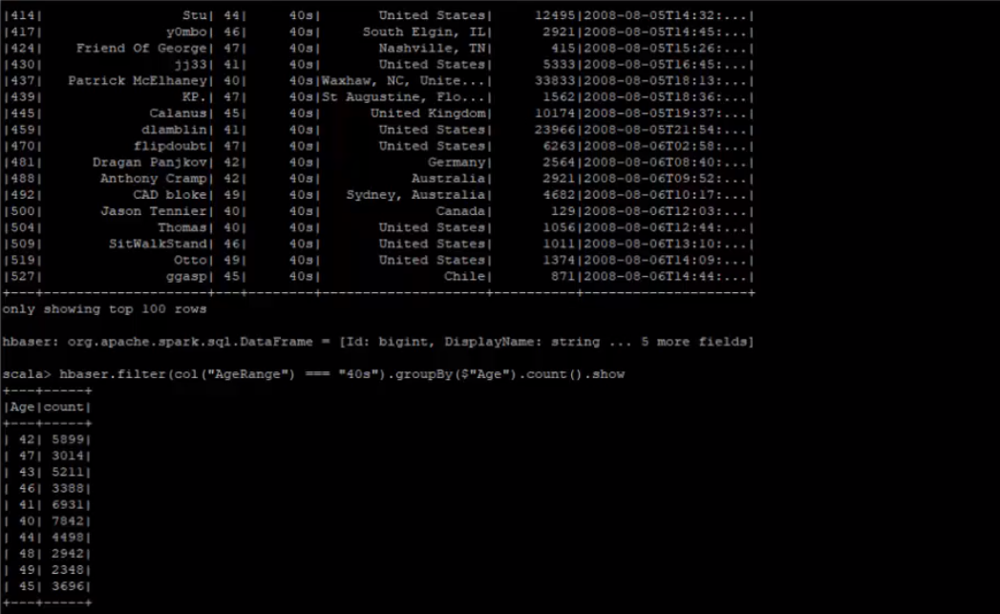 |414|                 Stu| 44|     40s|       United States|     12495|2008-08-05T14:32:...|
|417|               y0mbo| 46|     40s|     South Elgin, IL|      2921|2008-08-05T14:45:...|
|424|    Friend Of George| 47|     40s|       Nashville, TN|       415|2008-08-05T15:26:...|
|430|                jj33| 41|     40s|       United States|      5333|2008-08-05T16:45:...|
|437|   Patrick McElhaney| 40|     40s|Waxhaw, NC, Unite...|     33833|2008-08-05T18:13:...|
|439|                 KP.| 47|     40s|St Augustine, Flo...|      1562|2008-08-05T18:36:...|
|445|             Calanus| 45|     40s|      United Kingdom|     10174|2008-08-05T19:37:...|
|459|            dlamblin| 41|     40s|       United States|     23966|2008-08-05T21:54:...|
|470|           flipdoubt| 47|     40s|       United States|      6263|2008-08-06T02:58:...|
|481|      Dragan Panjkov| 42|     40s|             Germany|      2564|2008-08-06T08:40:...|
|488|       Anthony Cramp| 42|     40s|           Australia|      2921|2008-08-06T09:52:...|
|492|           CAD bloke| 49|     40s|   Sydney, Australia|      4682|2008-08-06T10:17:...|
|500|       Jason Tennier| 40|     40s|              Canada|       129|2008-08-06T12:03:...|
|504|              Thomas| 40|     40s|       United States|      1056|2008-08-06T12:44:...|
|509|        SitWalkStand| 46|     40s|       United States|      1011|2008-08-06T13:10:...|
|519|                Otto| 49|     40s|       United States|      1374|2008-08-06T14:09:...|
|527|               ggasp| 45|     40s|               Chile|       871|2008-08-06T14:44:...|
+---+--------------------+---+--------+--------------------+----------+--------------------+
only showing top 100 rows
hbaser: org.apache.spark.sql.DataFrame = [Id: bigint, DisplayName: string ... 5 more fields]
scala> hbaser.filter(col("AgeRange") === "40s").groupBy($"Age").count().show
+---+-----+
|Age|count|
+---+-----+
| 42| 5899|
| 47| 3014|
| 43| 5211|
| 46| 3388|
| 41| 6931|
| 40| 7842|
| 44| 4498|
| 48| 2942|
| 49| 2348|
| 45| 3696|
+---+-----+